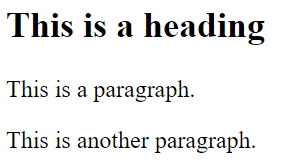 This is a heading
This is a paragraph.
This is another paragraph.